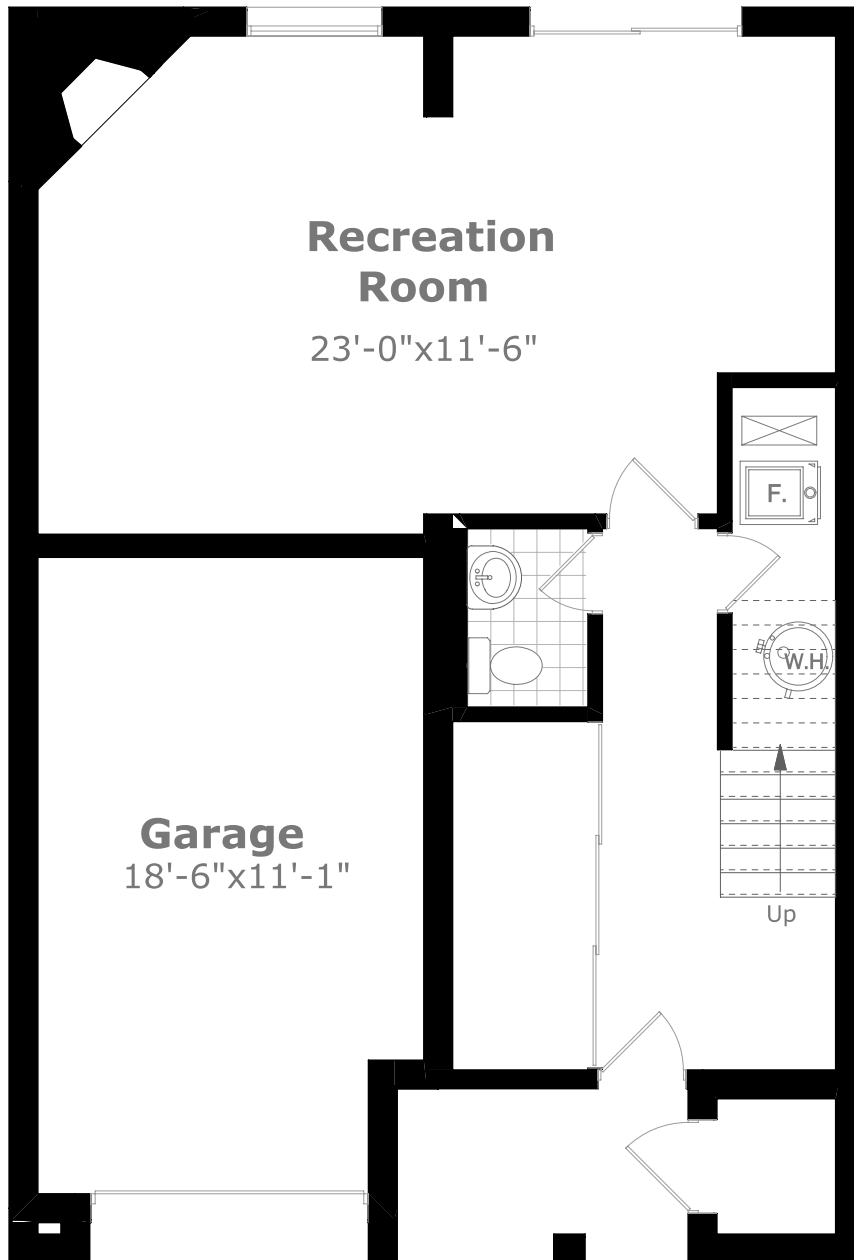 Recreation
Room
23'-0"x11'-6"
F.
W.H.
Garage
18'-6"x11'-1"
Up